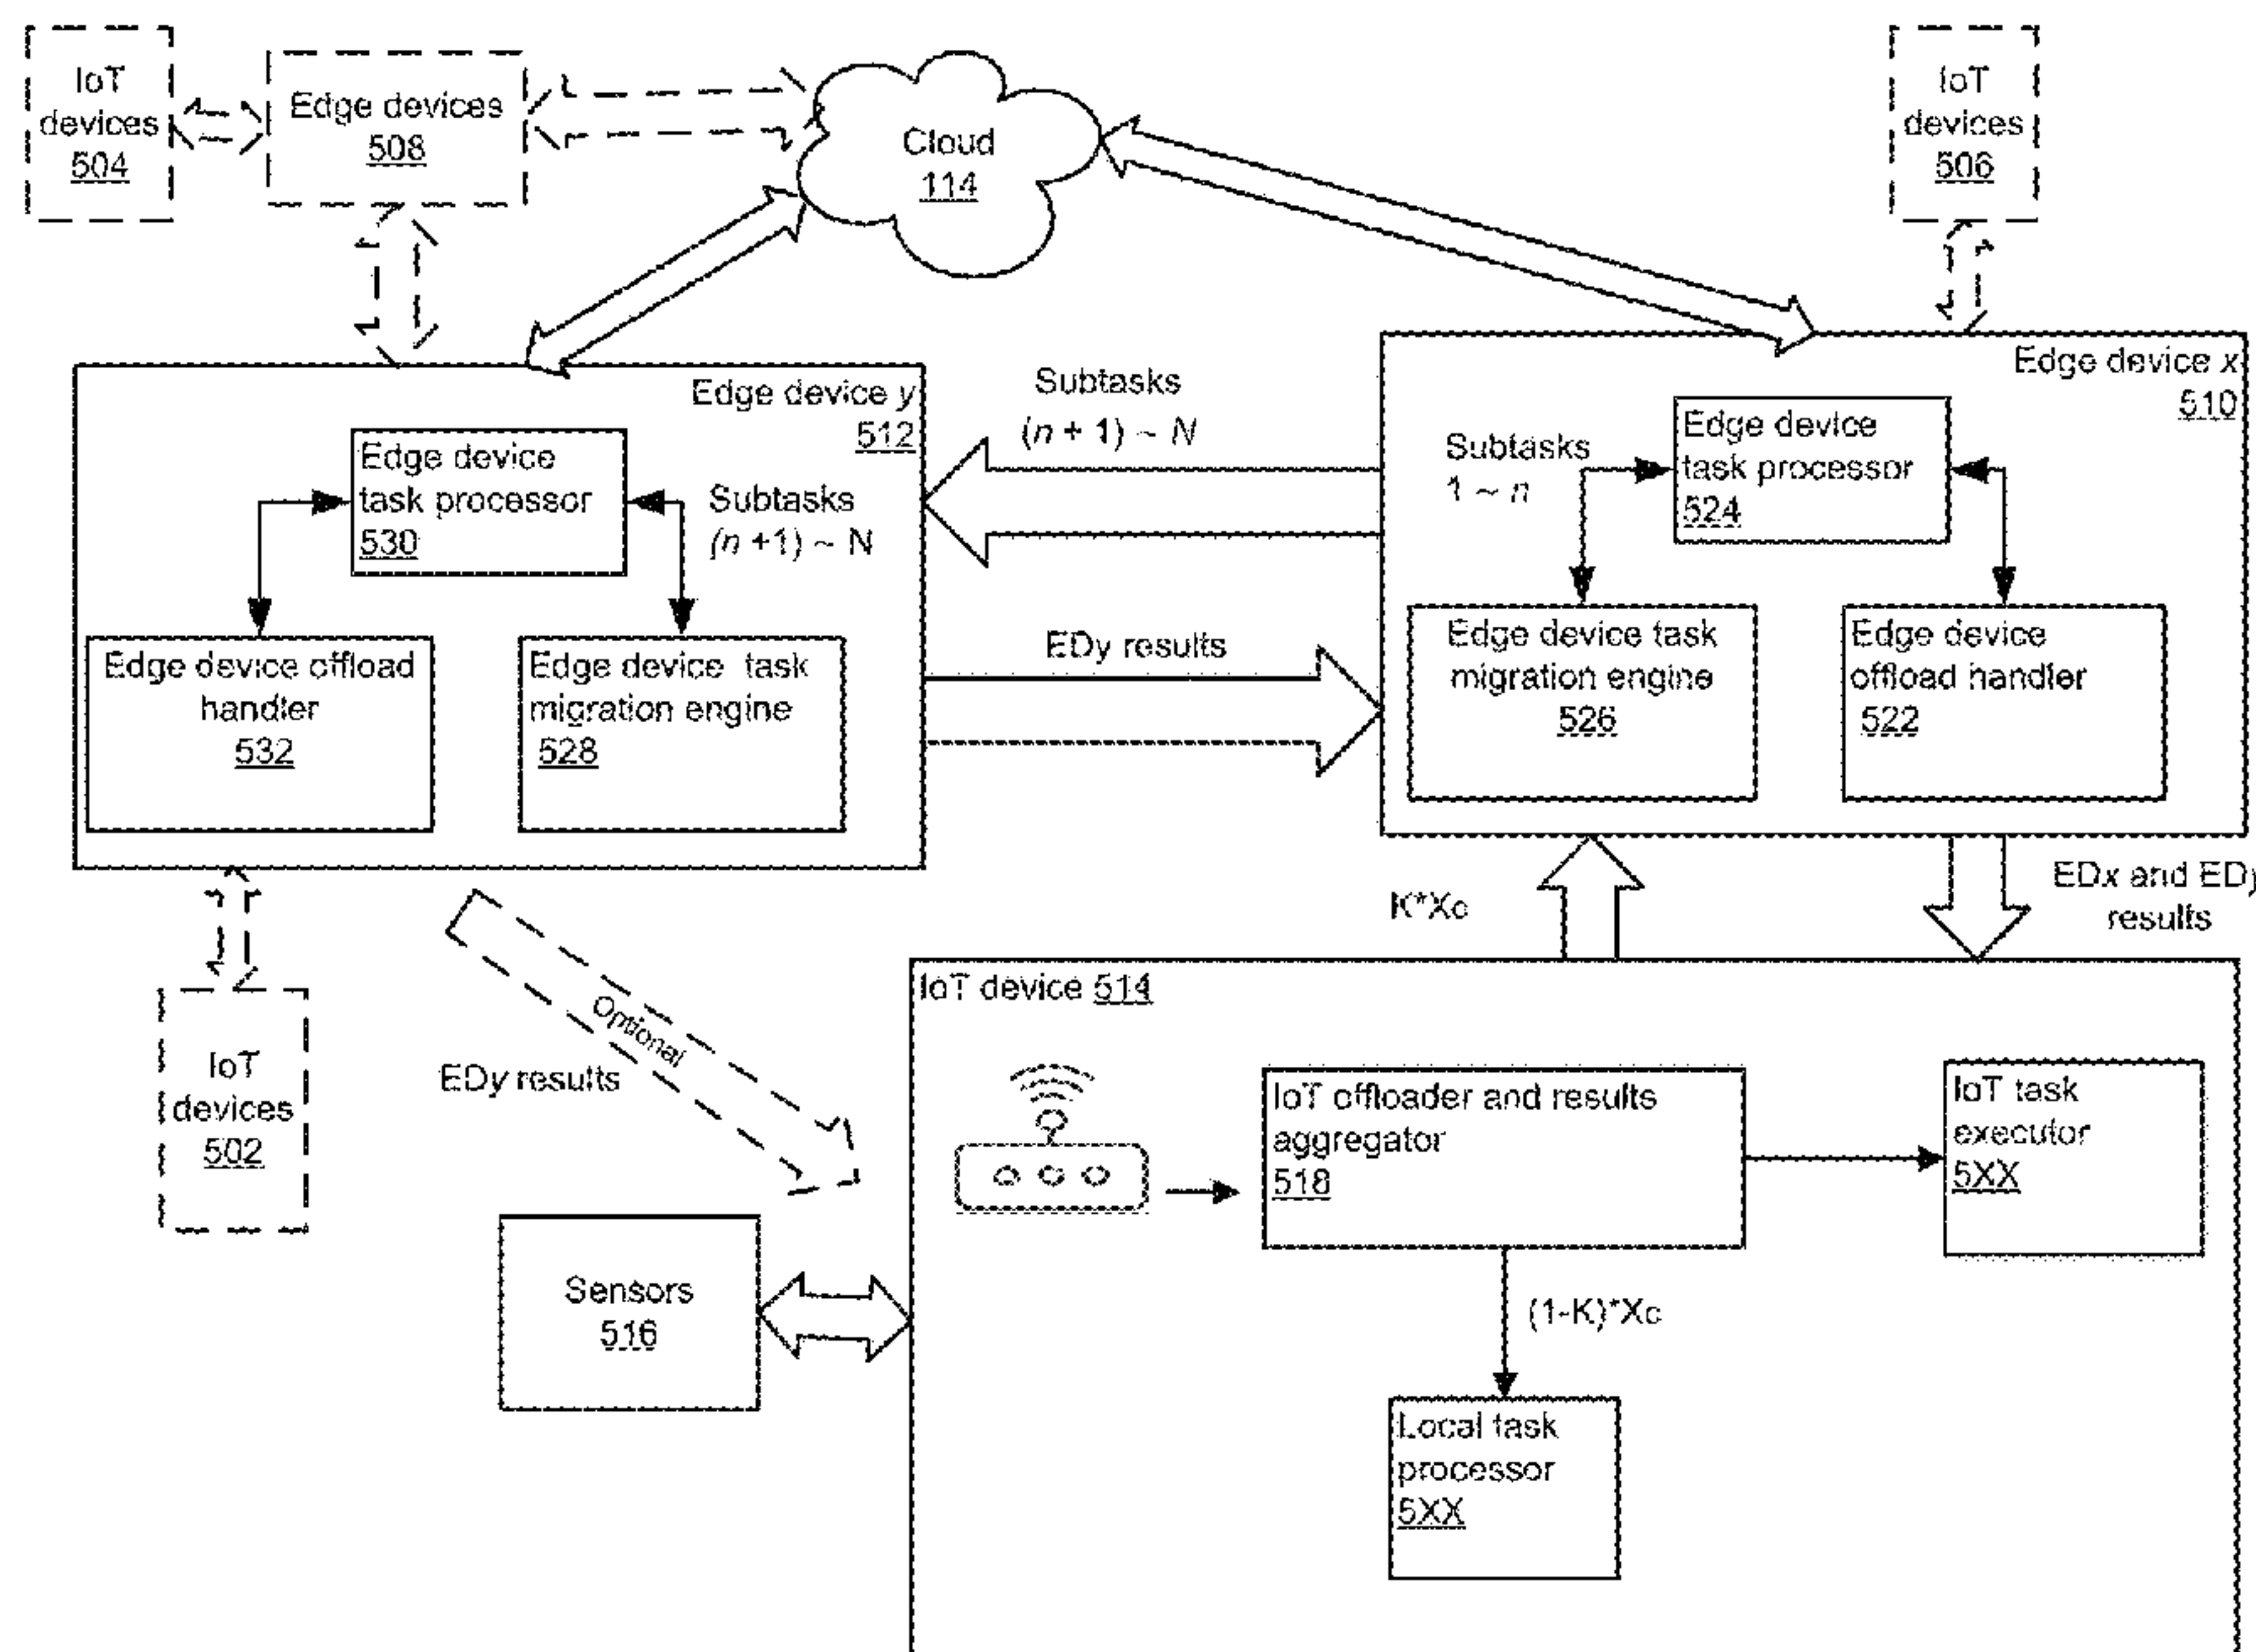 IoT
devices
504
Edge devices
508
Cloud
114
IoT
devices
506
Edge device y
512
Edge device
task processor
530
Subtasks
(n +1) ~ N
Edge device offload
handler
532
Edge device task
migration engine
528
Subtasks
(n + 1) ~ N
EDy results
Edge device x
510
Subtasks
1 ~ n
Edge device
task processor
524
Edge device task
migration engine
526
Edge device
offload handler
522
K*Xc
EDx and EDy
results
IoT
devices
502
Optional
EDy results
Sensors
516
IoT device 514
IoT offloader and results
aggregator
518
IoT task
executor
5XX
(1-K)*Xc
Local task
processor
5XX